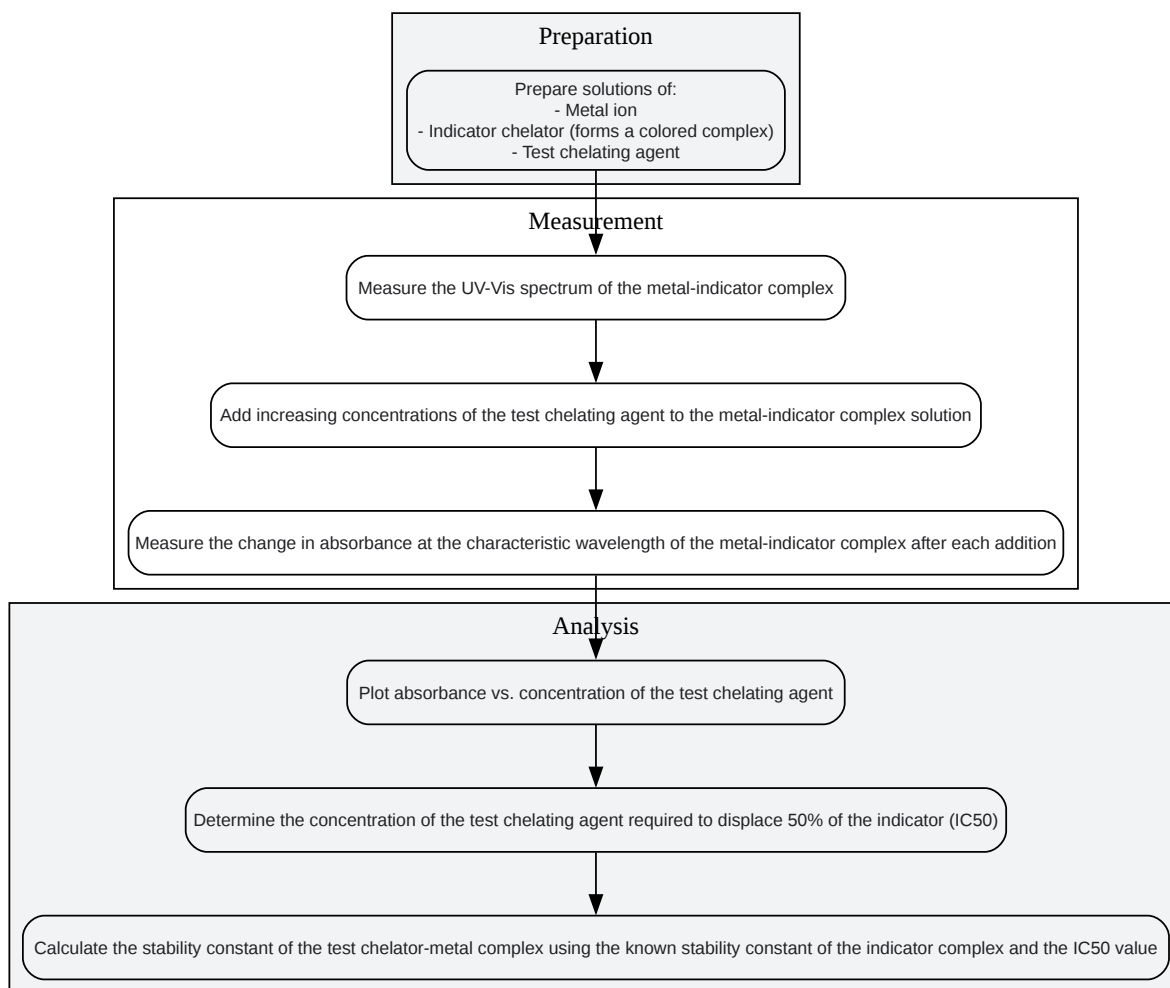 Preparation
Prepare solutions of:
- Metal ion
- Indicator chelator (forms a colored complex)
- Test chelating agent
Measurement
Measure the UV-Vis spectrum of the metal-indicator complex
Add increasing concentrations of the test chelating agent to the metal-indicator complex solution
Measure the change in absorbance at the characteristic wavelength of the metal-indicator complex after each addition
Analysis
Plot absorbance vs. concentration of the test chelating agent
Determine the concentration of the test chelating agent required to displace 50% of the indicator (IC50)
Calculate the stability constant of the test chelator-metal complex using the known stability constant of the indicator complex and the IC50 value